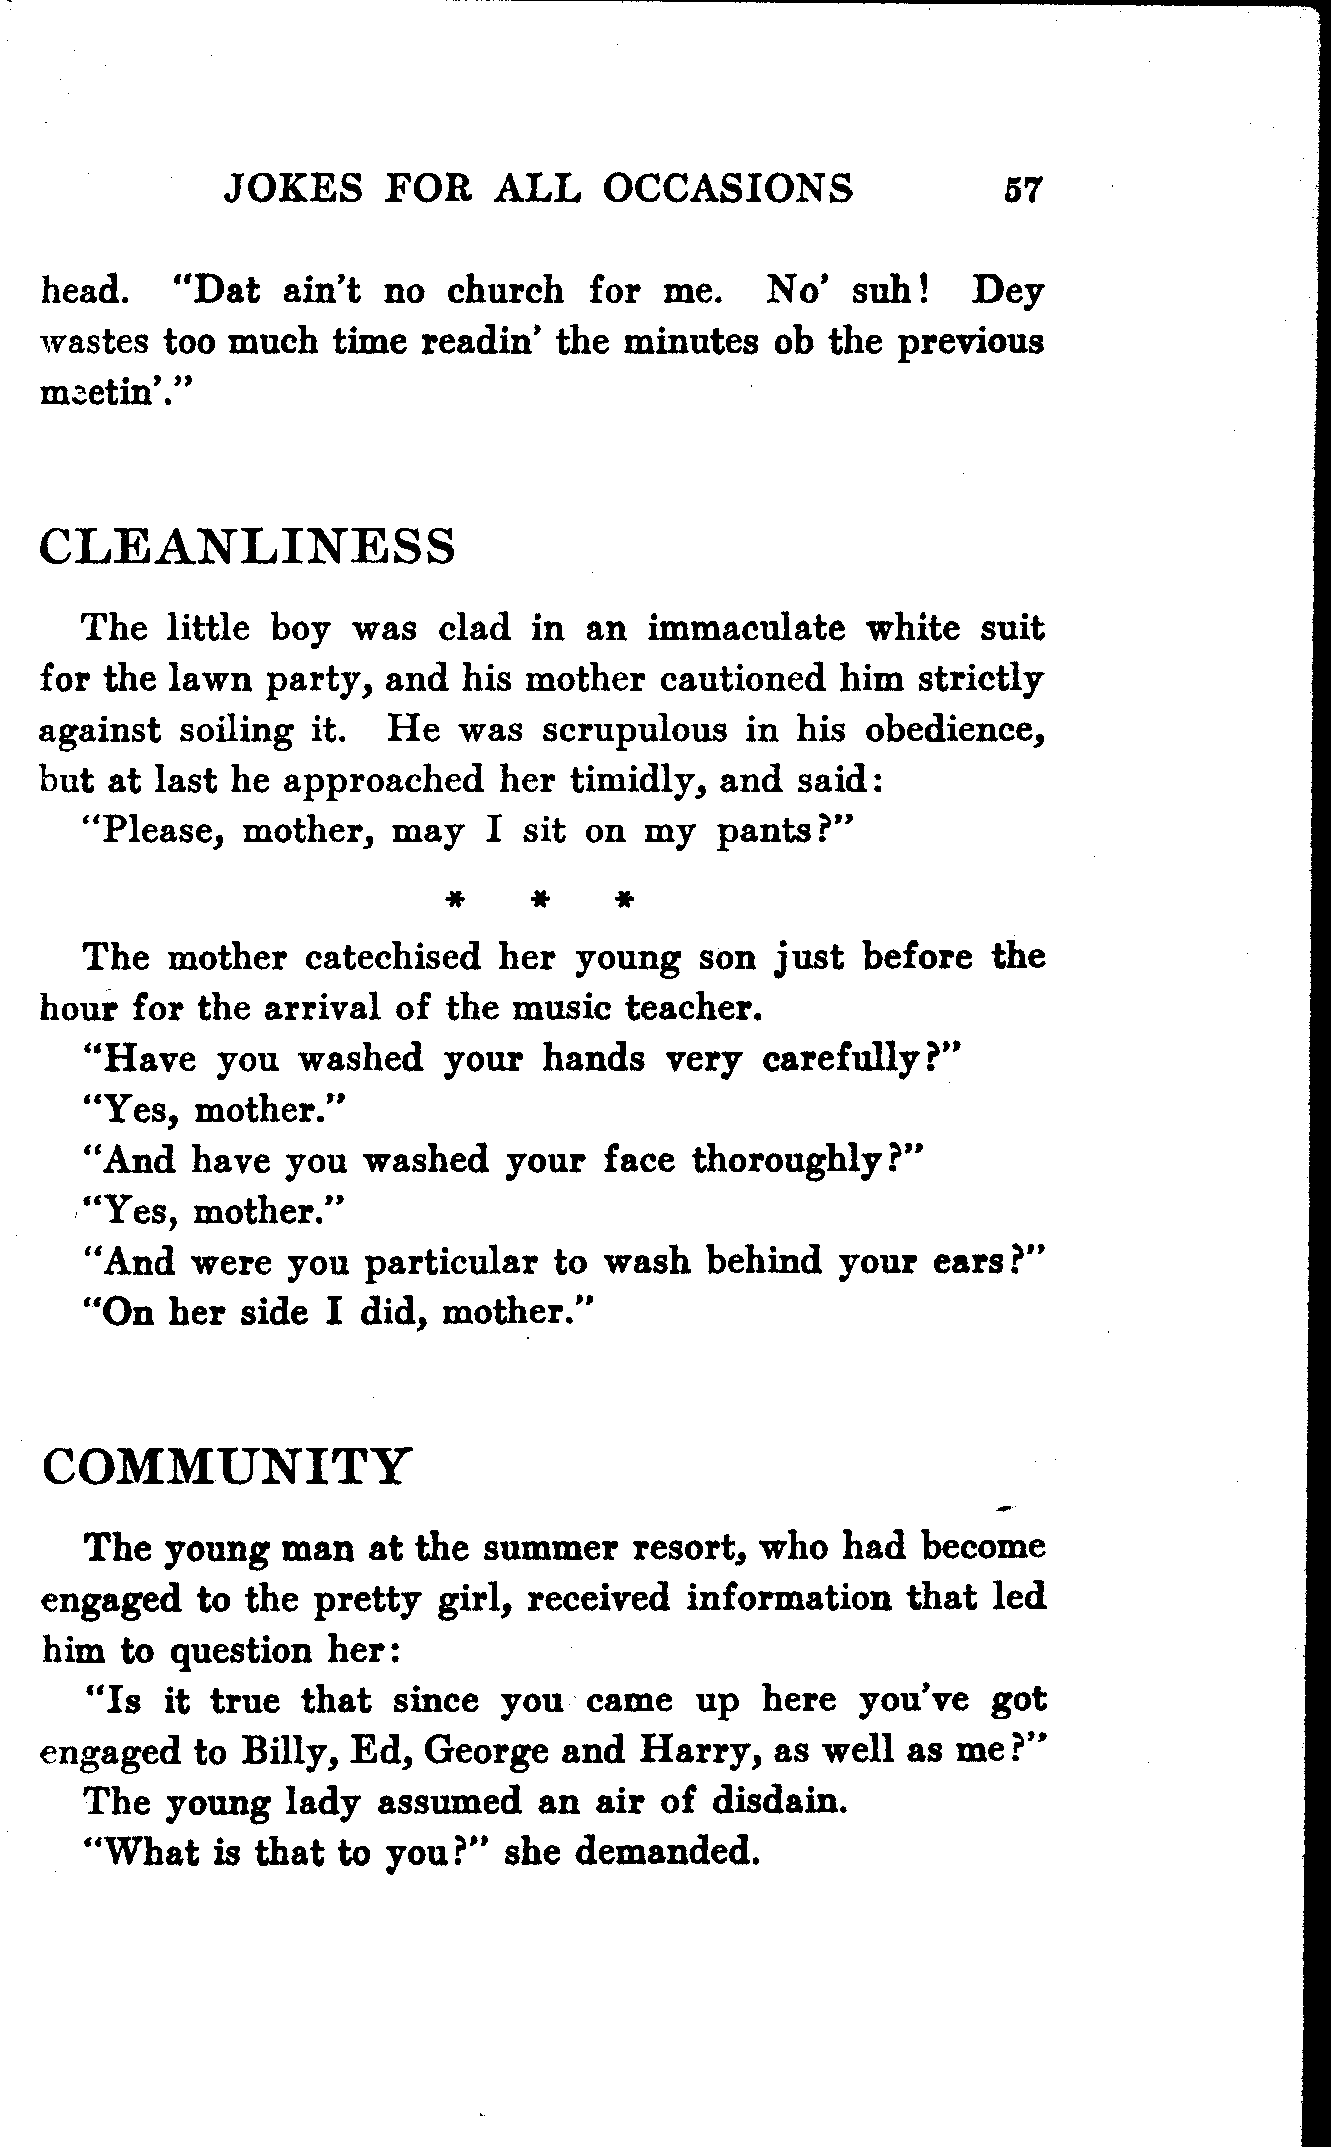 JOKES FOR ALL OCCASIONS 57
head. "Dat ain't no church for me. No' suh! Dey
wastes too much time readin' the minutes ob the previous
meetin'."
CLEANLINESS
The little boy was clad in an immaculate white suit
for the lawn party, and his mother cautioned him strictly
against soiling it. He was scrupulous in his obedience,
but at last he approached her timidly, and said:
"Please, mother, may I sit on my pants?"
* * *
The mother catechised her young son just before the
hour for the arrival of the music teacher.
"Have you washed your hands very carefully?"
"Yes, mother."
"And have you washed your face thoroughly?"
"Yes, mother."
"And were you particular to wash behind your ears?"
"On her side I did, mother."
COMMUNITY
The young man at the summer resort, who had become
engaged to the pretty girl, received information that led
him to question her:
"Is it true that since you came up here you've got
engaged to Billy, Ed, George and Harry, as well as me?"
The young lady assumed an air of disdain.
"What is that to you?" she demanded.